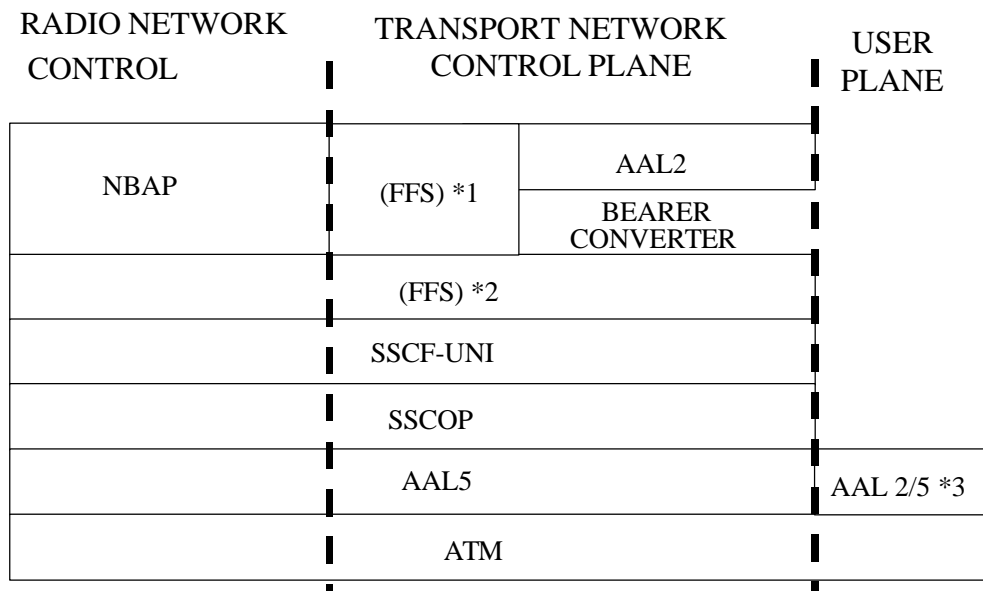 RADIO NETWORK
CONTROL
TRANSPORT NETWORK
CONTROL PLANE
USER
PLANE
NBAP
(FFS) *1
AAL2
BEARER
CONVERTER
(FFS) *2
SSCF-UNI
SSCOP
AAL5
AAL 2/5 *3
ATM